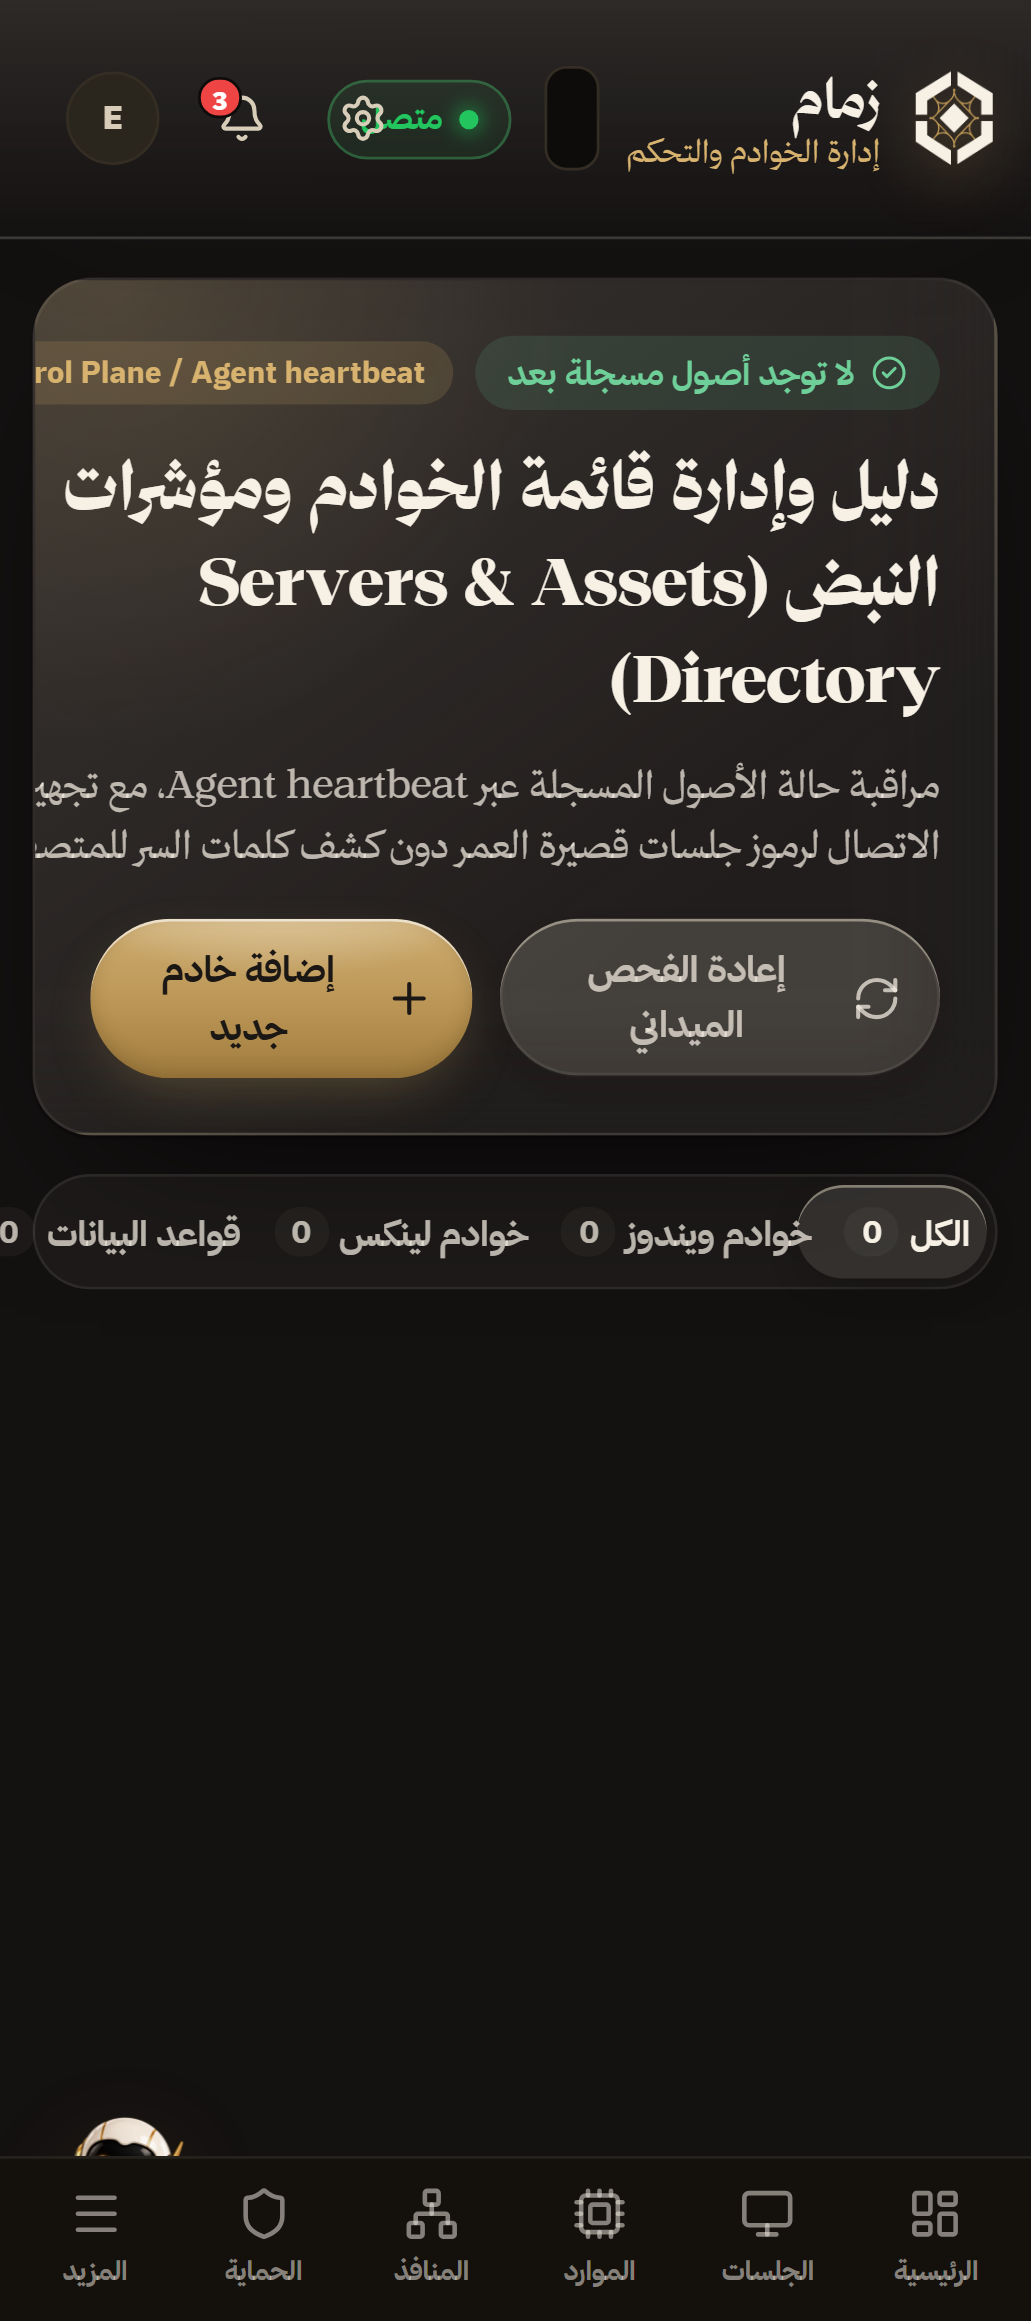 زمام
إدارة الخوادم والتحكم
متصل
3
E
لا توجد أصول مسجلة بعد
rol Plane / Agent heartbeat
دليل وإدارة قائمة الخوادم ومؤشرات
النبض (Servers & Assets
Directory)
مراقبة حالة الأصول المسجلة عبر Agent heartbeat، مع
الاتصال لرموز جلسات قصيرة العمر دون كشف كلمات السر
إعادة الفحص
الميداني
إضافة خادم
جديد
الكل 0
خوادم ويندوز 0
خوادم لينكس 0
قواعد البيانات 0
الرئيسية
الجلسات
الموارد
المنافذ
الحماية
المزيد